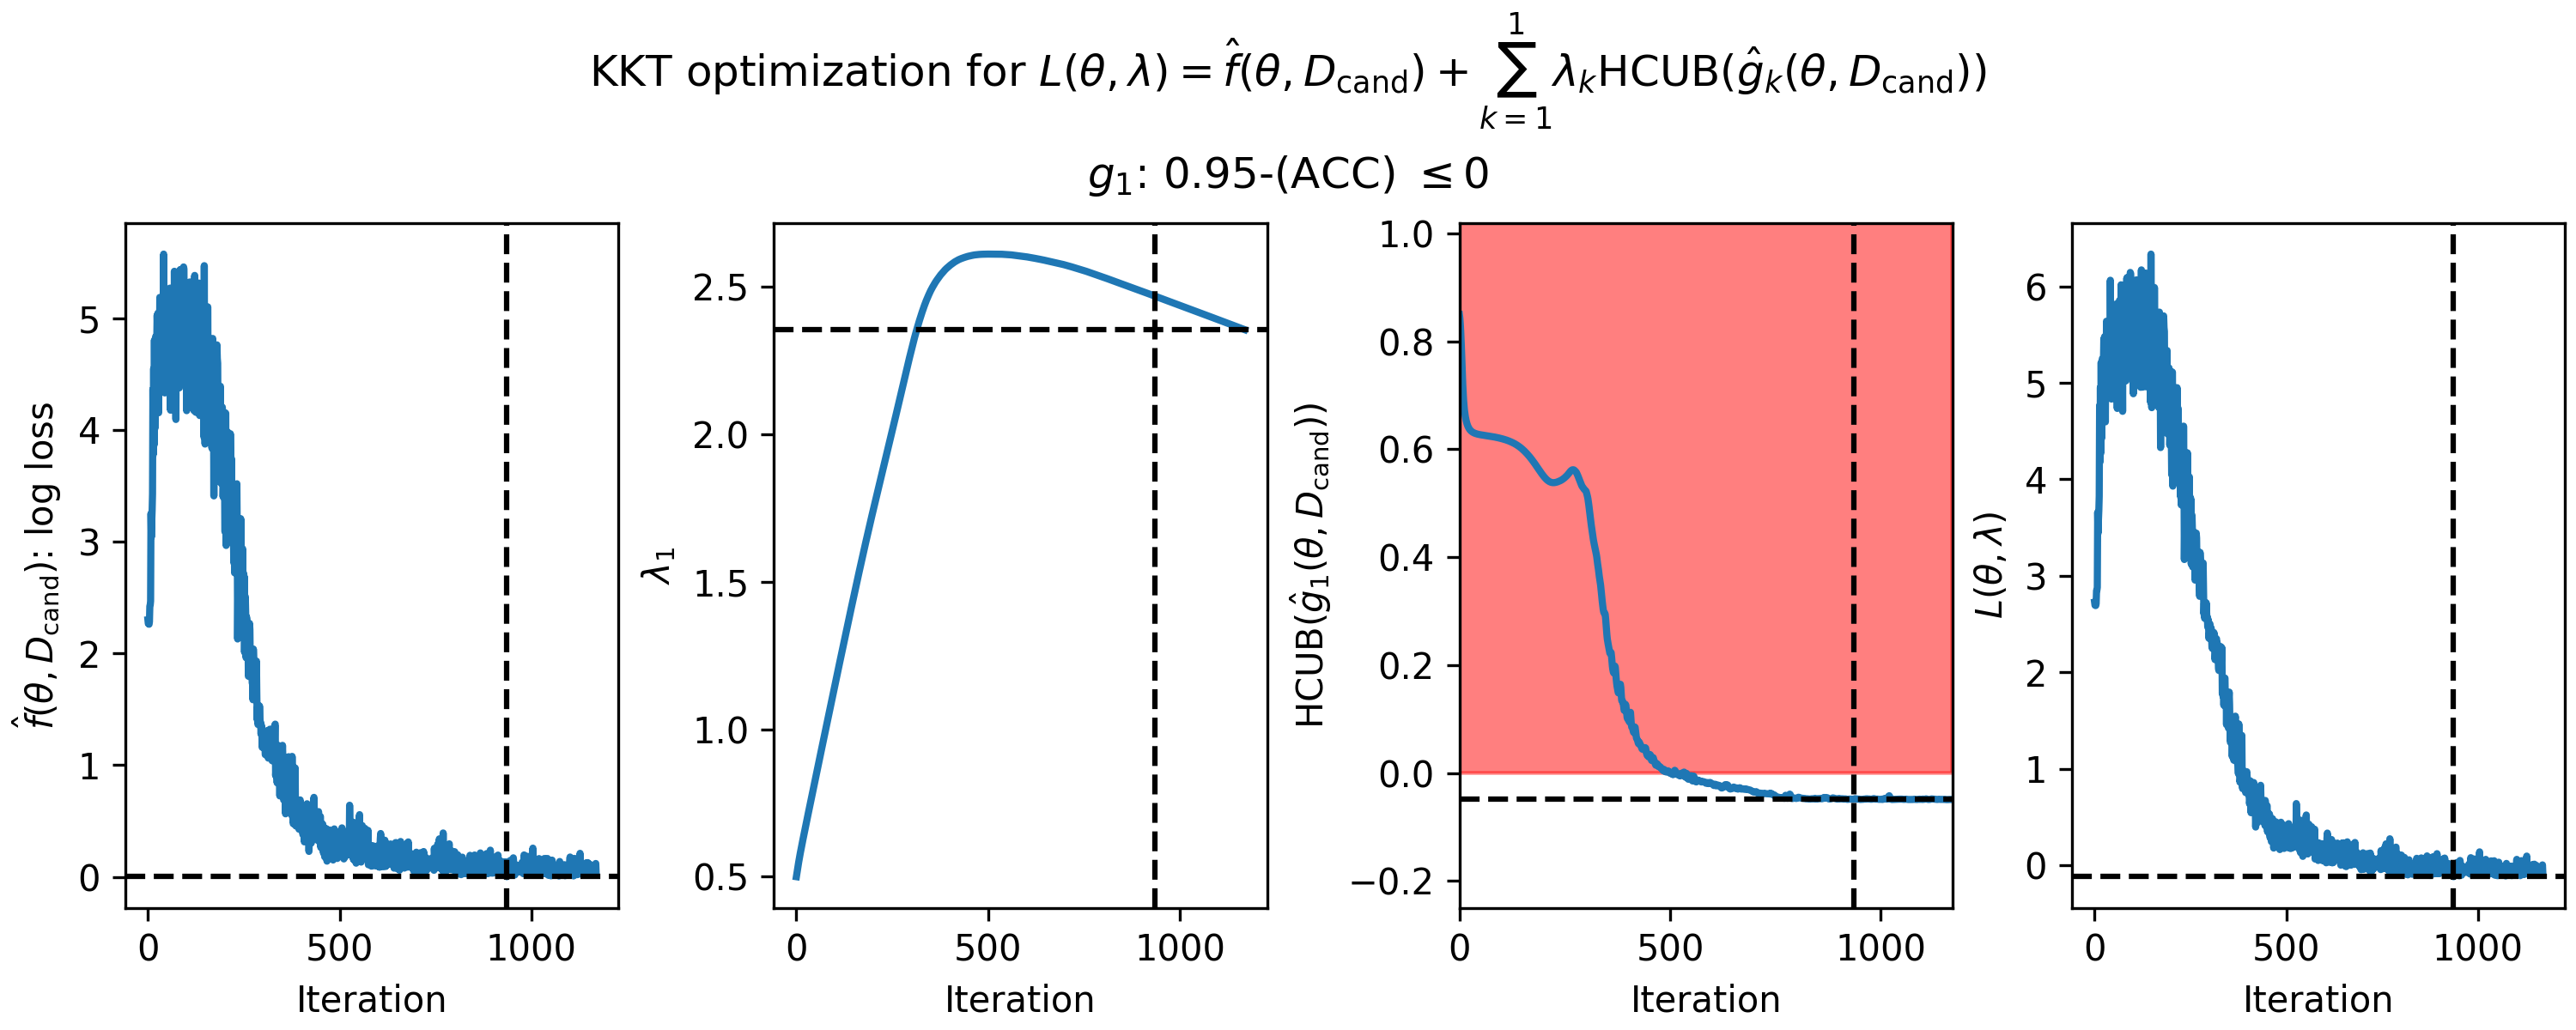 KKT optimization for L(θ, λ) = f̂(θ, D_cand) + ∑_{k=1}^{1} λ_k HCUB(ĝ_k(θ, D_cand))
g₁: 0.95-(ACC) ≤ 0
f̂(θ, D_cand): log loss
5
4
3
2
1
0
0 500 1000
Iteration
λ₁
2.5
2.0
1.5
1.0
0.5
0 500 1000
Iteration
HCUB(ĝ₁(θ, D_cand))
1.0
0.8
0.6
0.4
0.2
0.0
−0.2
0 500 1000
Iteration
L(θ, λ)
6
5
4
3
2
1
0
0 500 1000
Iteration